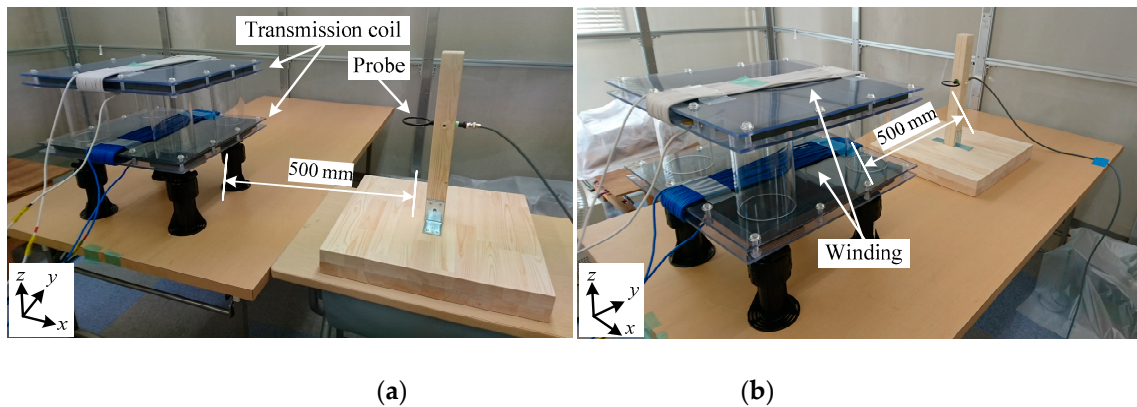 Transmission coil
Probe
500 mm
z
y
x
(a)
500 mm
Winding
z
y
x
(b)